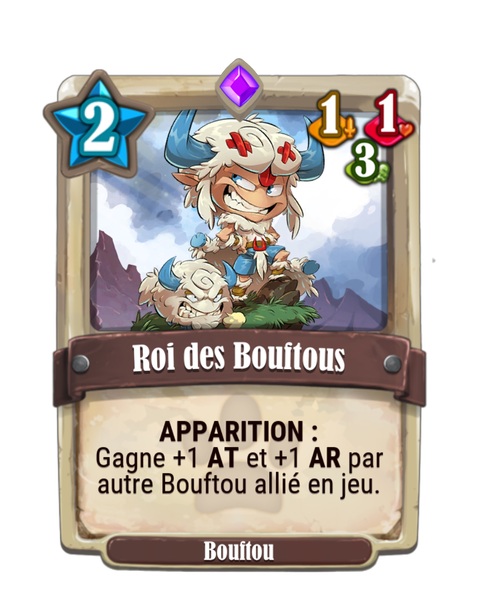 2
1 1
3
Roi des Bouftous
APPARITION :
Gagne +1 AT et +1 AR par
autre Bouftou allié en jeu.
Bouftou